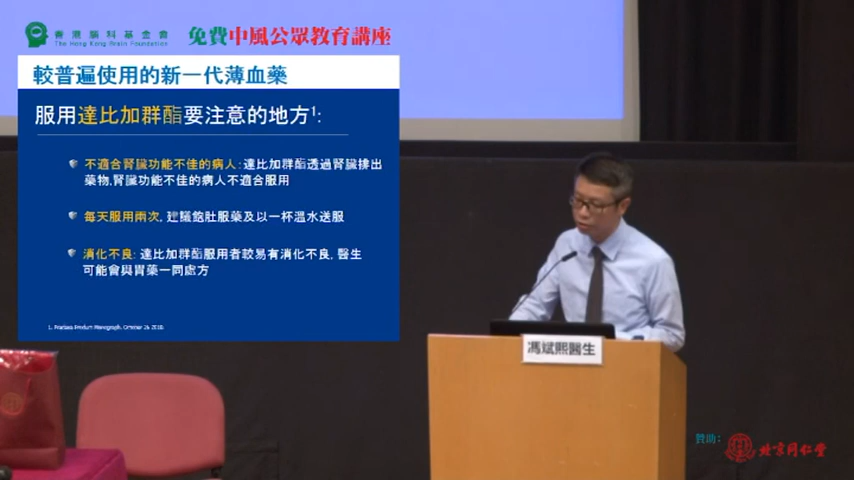 香港腦科基金會
The Hong Kong Brain Foundation
免費中風公眾教育講座
較普遍使用的新一代薄血藥
服用達比加群酯要注意的地方1:
不適合腎臟功能不佳的病人: 達比加群酯透過腎臟排出
藥物,腎臟功能不佳的病人不適合服用
每天服用兩次, 建議飽肚服藥及以一杯溫水送服
消化不良: 達比加群酯服用者較易有消化不良, 醫生
可能會與胃藥一同處方
1. Pradaxa Product Monograph, October 26 2010.
馮斌熙醫生
贊助:
北京同仁堂